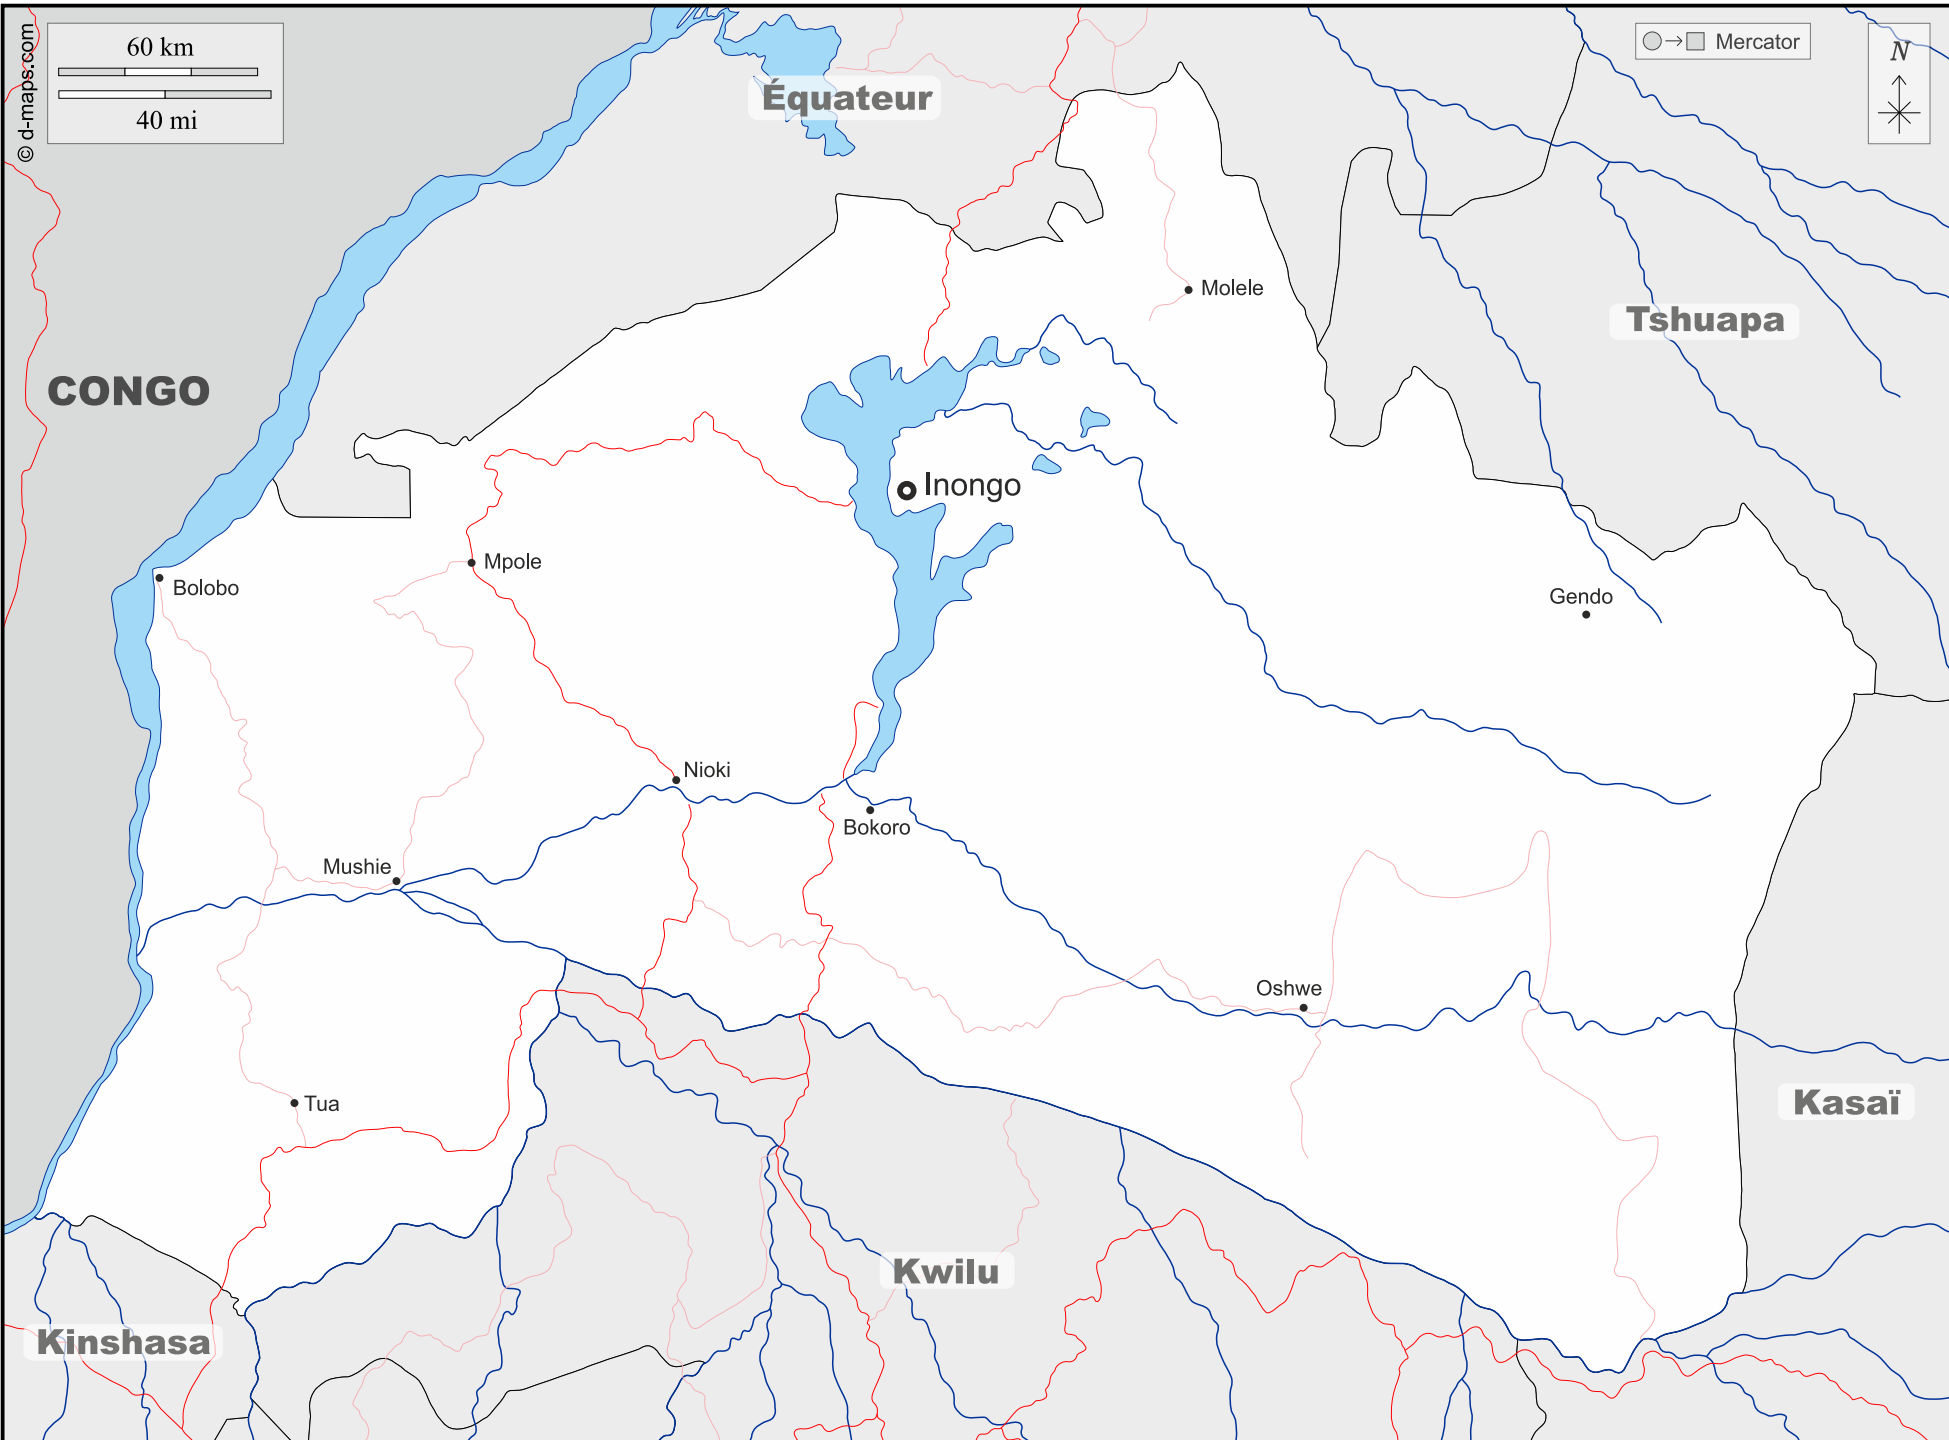 © d-maps.com
60 km
40 mi
Mercator
N
Équateur
Molele
Tshuapa
CONGO
Inongo
Mpole
Bolobo
Gendo
Nioki
Bokoro
Mushie
Oshwe
Tua
Kasaï
Kwilu
Kinshasa